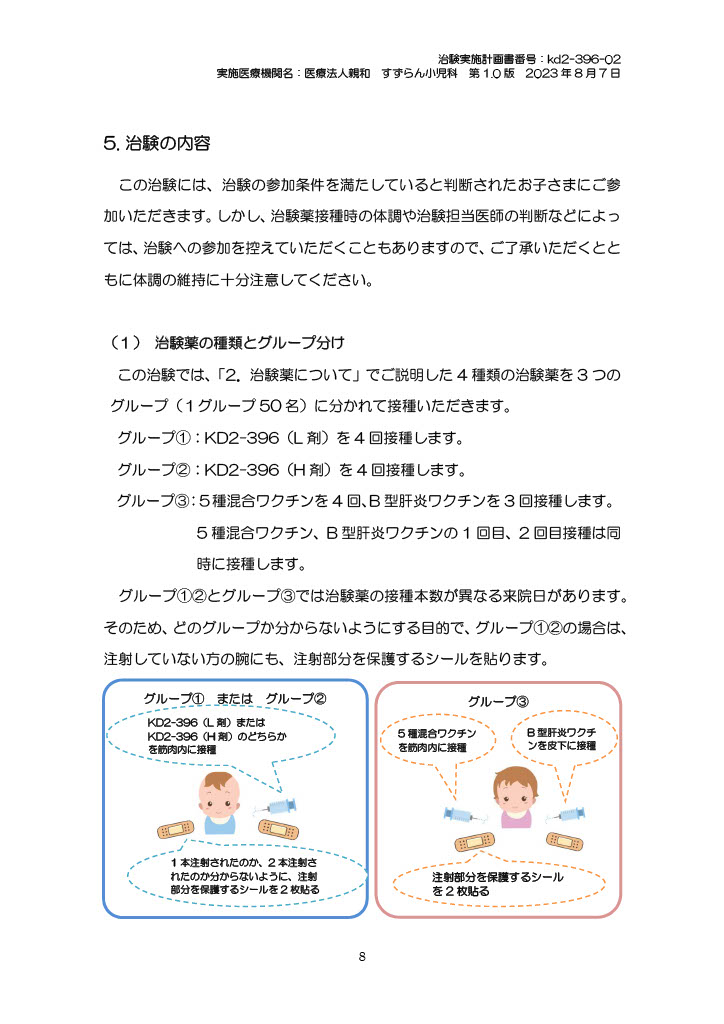 治験実施計画書番号：kd2-396-02
実施医療機関名：医療法人親和　すずらん小児科　第1.0版　2023年8月7日
5．治験の内容
この治験には、治験の参加条件を満たしていると判断されたお子さまにご参
加いただきます。しかし、治験薬接種時の体調や治験担当医師の判断などによっ
ては、治験への参加を控えていただくこともありますので、ご了承いただくとと
もに体調の維持に十分注意してください。
（１）　治験薬の種類とグループ分け
この治験では、「2．治験薬について」でご説明した4種類の治験薬を3つの
グループ（１グループ50名）に分かれて接種いただきます。
グループ①：KD2-396（L剤）を4回接種します。
グループ②：KD2-396（H剤）を4回接種します。
グループ③：5種混合ワクチンを4回、B型肝炎ワクチンを3回接種します。
5種混合ワクチン、B型肝炎ワクチンの1回目、2回目接種は同
時に接種します。
グループ①②とグループ③では治験薬の接種本数が異なる来院日があります。
そのため、どのグループか分からないようにする目的で、グループ①②の場合は、
注射していない方の腕にも、注射部分を保護するシールを貼ります。
グループ①　または　グループ②
KD2-396（L剤）または
KD2-396（H剤）のどちらか
を筋肉内に接種
1本注射されたのか、2本注射さ
れたのか分からないように、注射
部分を保護するシールを2枚貼る
グループ③
5種混合ワクチン
を筋肉内に接種
B型肝炎ワクチ
ンを皮下に接種
注射部分を保護するシール
を2枚貼る
8